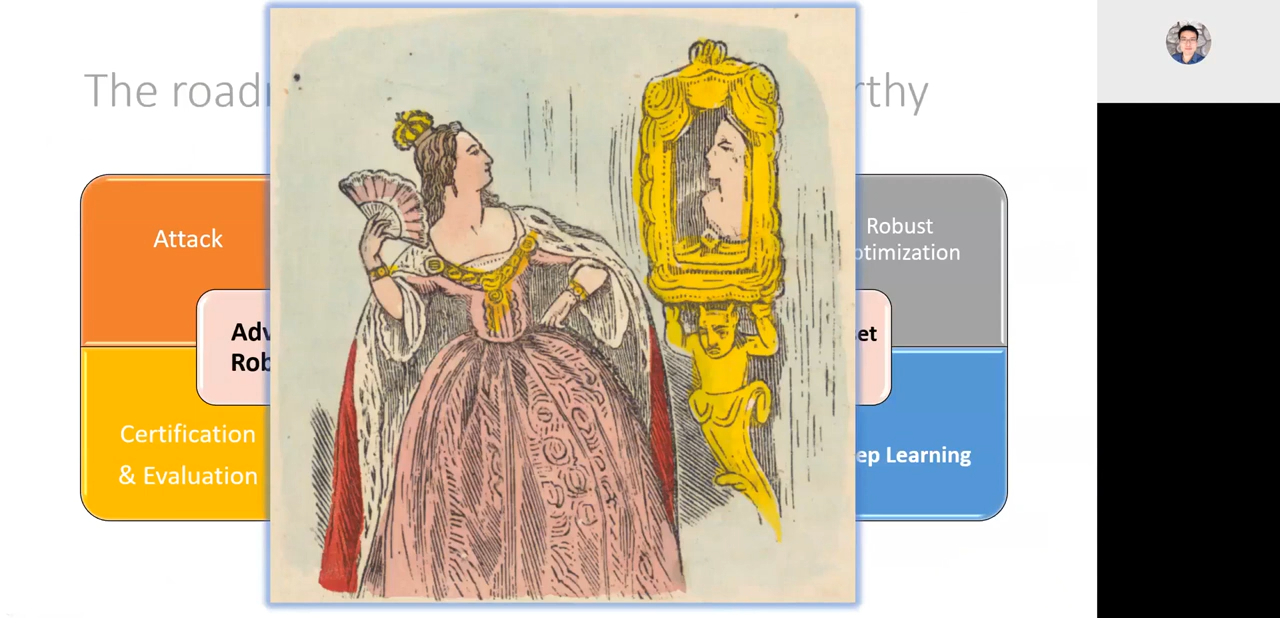 The road
rthy
Attack
Robust
ptimization
Adv
Rob
et
Certification
& Evaluation
ep Learning